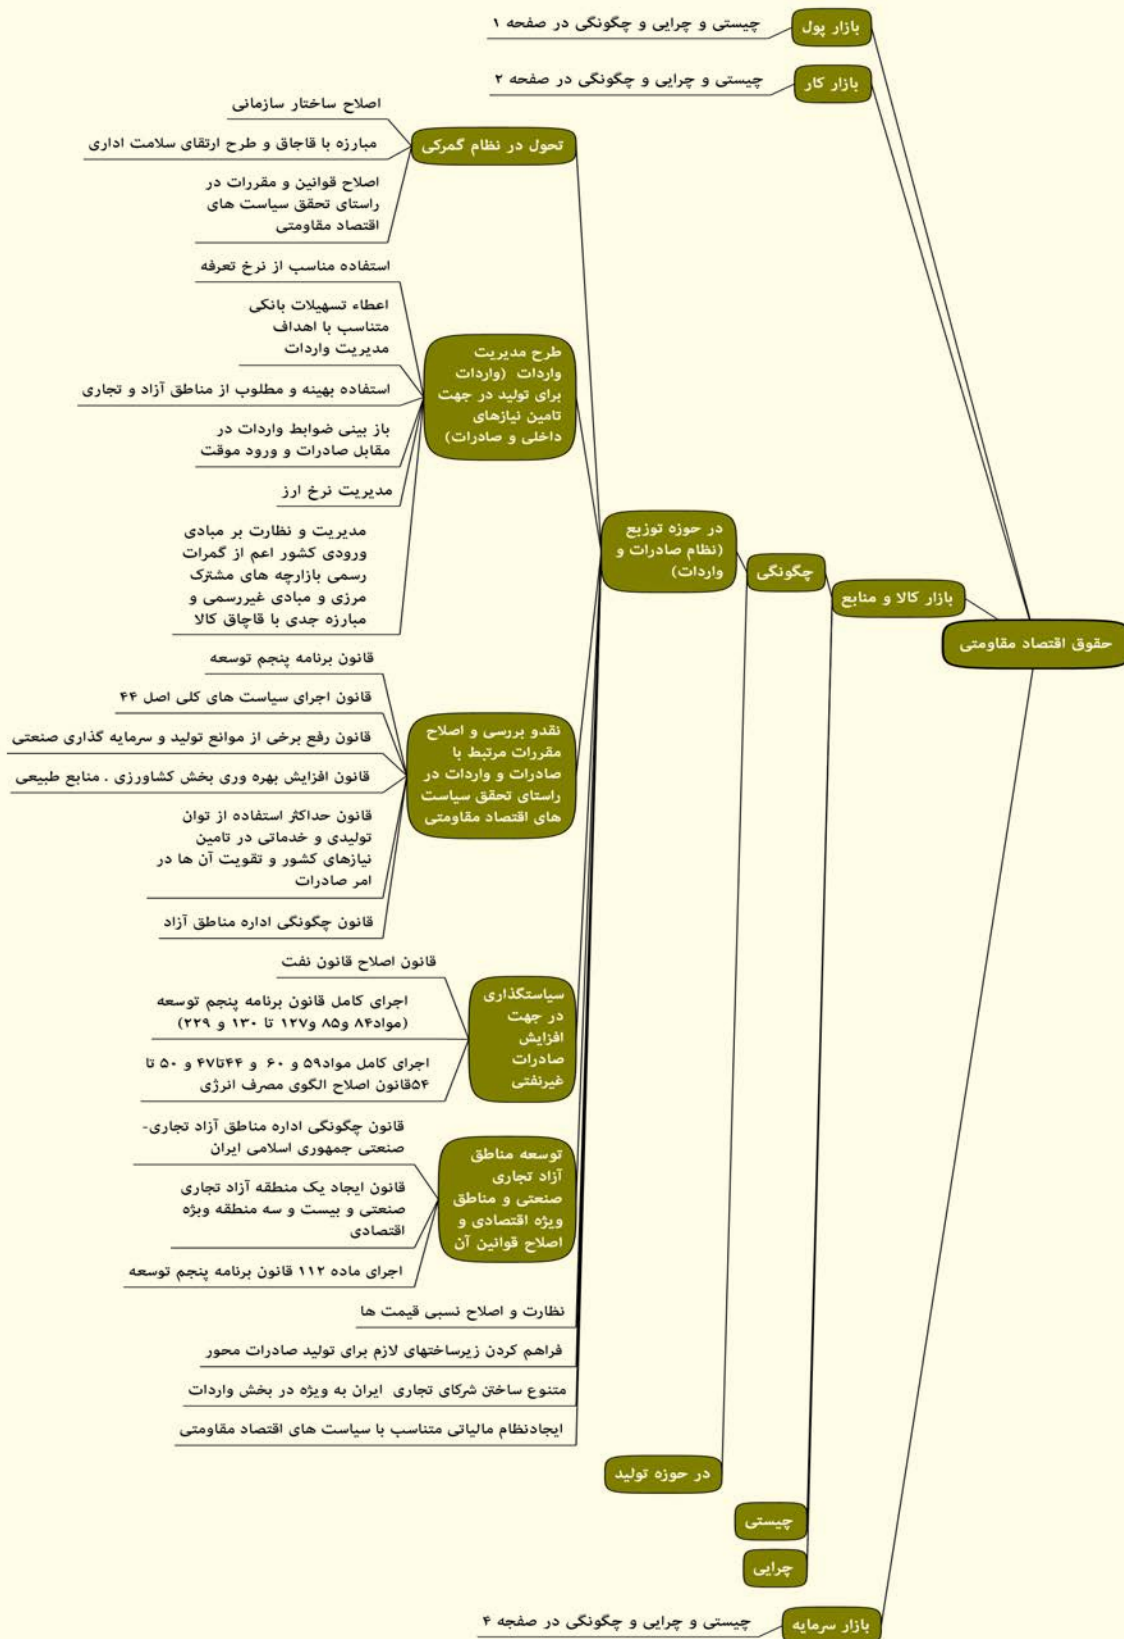 بازار پول
چیستی و چرایی و چگونگی در صفحه ۱
بازار کار
چیستی و چرایی و چگونگی در صفحه ۲
حقوق اقتصاد مقاومتی
بازار کالا و منابع
چگونگی
در حوزه توزیع
(نظام صادرات و
واردات)
تحول در نظام گمرکی
اصلاح ساختار سازمانی
مبارزه با قاجاق و طرح ارتقای سلامت اداری
اصلاح قوانین و مقررات در
راستای تحقق سیاست های
اقتصاد مقاومتی
طرح مدیریت
واردات (واردات
برای تولید در جهت
تامین نیازهای
داخلی و صادرات)
استفاده مناسب از نرخ تعرفه
اعطاء تسهیلات بانکی
متناسب با اهداف
مدیریت واردات
استفاده بهینه و مطلوب از مناطق آزاد و تجاری
باز بینی ضوابط واردات در
مقابل صادرات و ورود موقت
مدیریت نرخ ارز
مدیریت و نظارت بر مبادی
ورودی کشور اعم از گمرات
رسمی بازارچه های مشترک
مرزی و مبادی غیررسمی و
مبارزه جدی با قاچاق کالا
نقدو بررسی و اصلاح
مقررات مرتبط با
صادرات و واردات در
راستای تحقق سیاست
های اقتصاد مقاومتی
قانون برنامه پنجم توسعه
قانون اجرای سیاست های کلی اصل ۴۴
قانون رفع برخی از موانع تولید و سرمایه گذاری صنعتی
قانون افزایش بهره وری بخش کشاورزی . منابع طبیعی
قانون حداکثر استفاده از توان
تولیدی و خدماتی در تامین
نیازهای کشور و تقویت آن ها در
امر صادرات
قانون چگونگی اداره مناطق آزاد
سیاستگذاری
در جهت
افزایش
صادرات
غیرنفتی
قانون اصلاح قانون نفت
اجرای کامل قانون برنامه پنجم توسعه
(مواد۸۴ و۸۵ و۱۲۷ تا ۱۳۰ و ۲۲۹)
اجرای کامل مواد۵۹ و ۶۰ و ۴۴تا۴۷ و ۵۰ تا
۵۴قانون اصلاح الگوی مصرف انرژی
توسعه مناطق
آزاد تجاری
صنعتی و مناطق
ویژه اقتصادی و
اصلاح قوانین آن
قانون چگونگی اداره مناطق آزاد تجاری-
صنعتی جمهوری اسلامی ایران
قانون ایجاد یک منطقه آزاد تجاری
صنعتی و بیست و سه منطقه ویژه
اقتصادی
اجرای ماده ۱۱۲ قانون برنامه پنجم توسعه
نظارت و اصلاح نسبی قیمت ها
فراهم کردن زیرساختهای لازم برای تولید صادرات محور
متنوع ساختن شرکای تجاری ایران به ویژه در بخش واردات
ایجادنظام مالیاتی متناسب با سیاست های اقتصاد مقاومتی
در حوزه تولید
چیستی
چرایی
بازار سرمایه
چیستی و چرایی و چگونگی در صفجه ۴